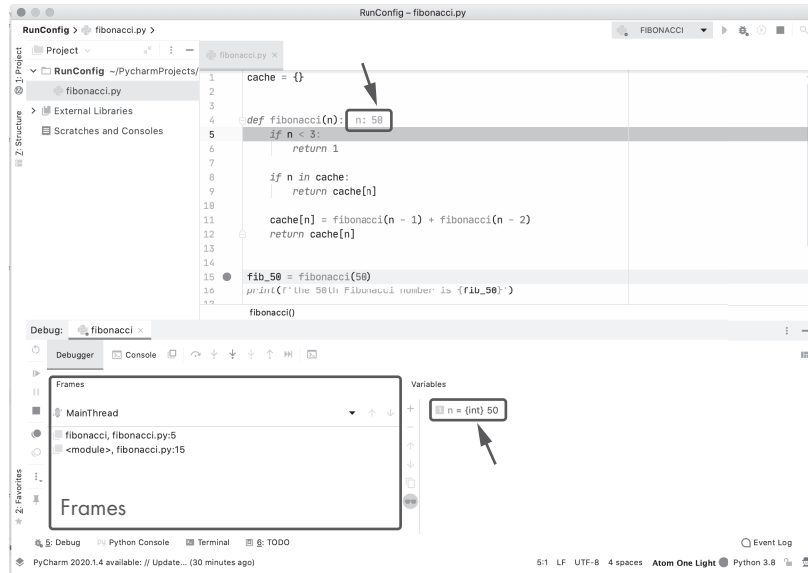 RunConfig – fibonacci.py
RunConfig > fibonacci.py >
FIBONACCI
1: Project
Z: Structure
2: Favorites
Project
RunConfig ~/PycharmProjects/
fibonacci.py
External Libraries
Scratches and Consoles
fibonacci.py ×
1 cache = {}
2
3
4 def fibonacci(n): n: 50
5 if n < 3:
6 return 1
7
8 if n in cache:
9 return cache[n]
10
11 cache[n] = fibonacci(n - 1) + fibonacci(n - 2)
12 return cache[n]
13
14
15 fib_50 = fibonacci(50)
16 print(f'The 50th Fibonacci number is {fib_50}')
17
fibonacci()
Debug: fibonacci ×
Debugger Console
Frames
MainThread
fibonacci, fibonacci.py:5
<module>, fibonacci.py:15
Frames
Variables
n = {int} 50
5: Debug Python Console Terminal 6: TODO Event Log
PyCharm 2020.1.4 available: // Update... (30 minutes ago) 5:1 LF UTF-8 4 spaces Atom One Light Python 3.8